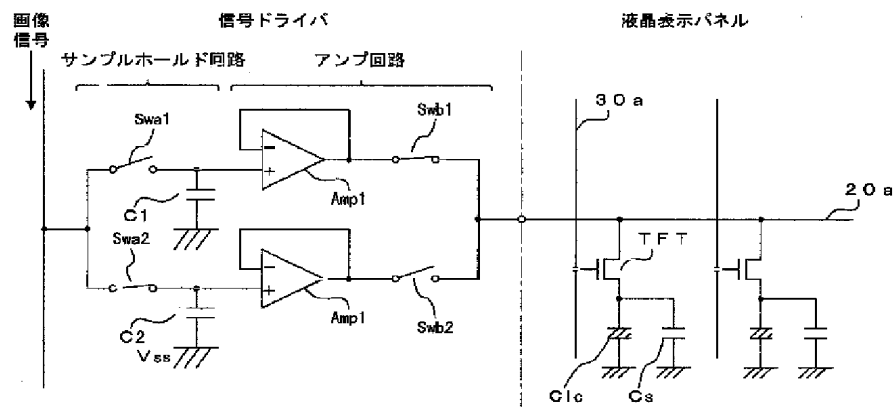 画像
信号
信号ドライバ
液晶表示パネル
サンプルホールド回路
アンプ回路
Swa1
Swb1
30a
C1
Amp1
20a
Swa2
TFT
C2
Amp1
Swb2
Vss
Clc
Cs